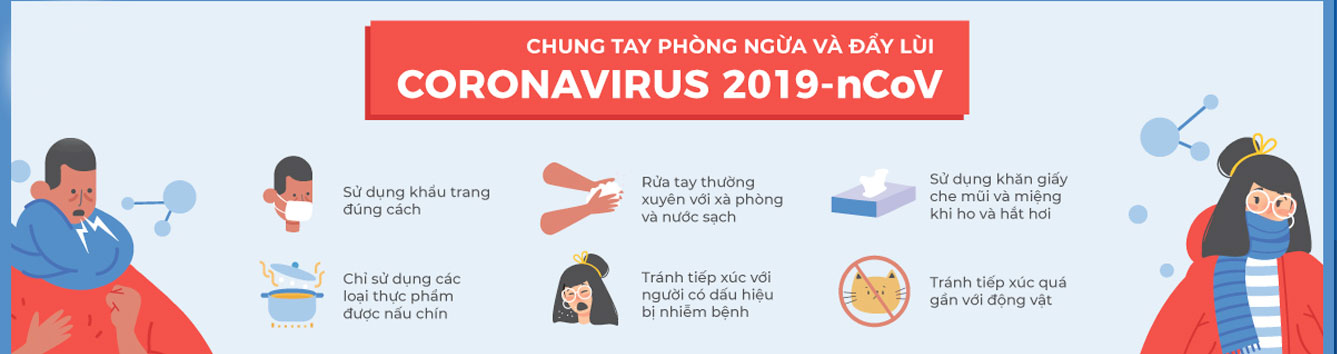 CHUNG TAY PHÒNG NGỪA VÀ ĐẨY LÙI
CORONAVIRUS 2019-nCoV
Sử dụng khẩu trang
đúng cách
Rửa tay thường
xuyên với xà phòng
và nước sạch
Sử dụng khăn giấy
che mũi và miệng
khi ho và hắt hơi
Chỉ sử dụng các
loại thực phẩm
được nấu chín
Tránh tiếp xúc với
người có dấu hiệu
bị nhiễm bệnh
Tránh tiếp xúc quá
gần với động vật